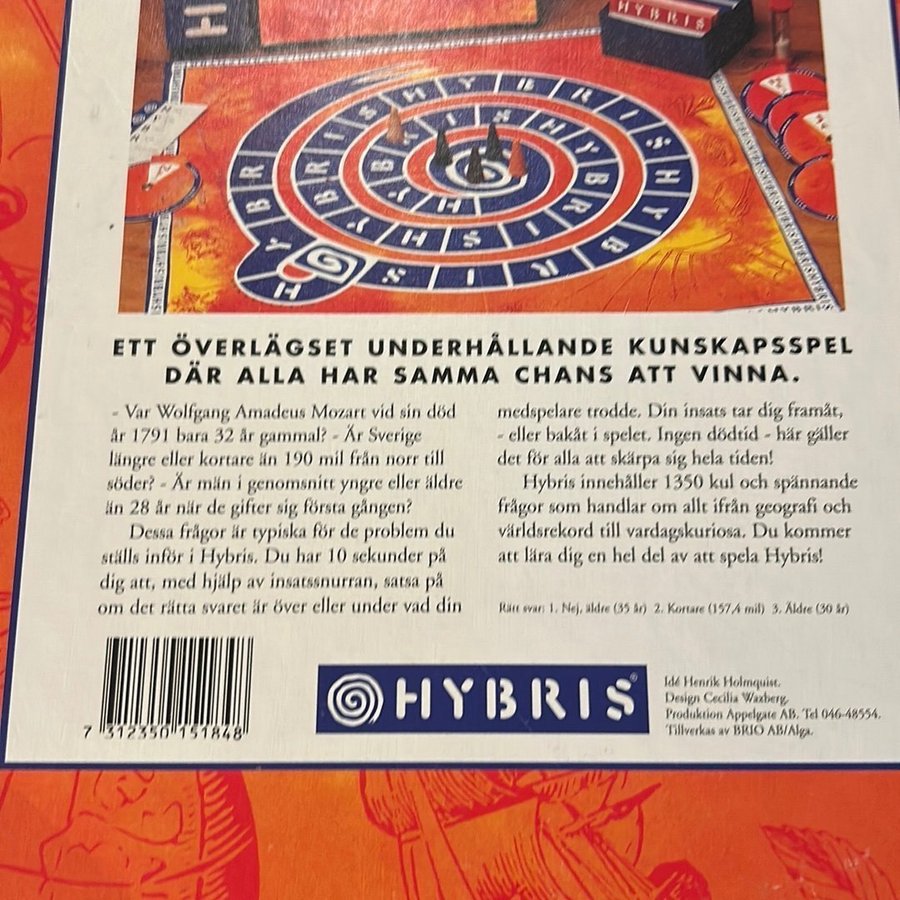 HYBRIS
HYBRIS
ETT ÖVERLÄGSET UNDERHÅLLANDE KUNSKAPSSPEL
DÄR ALLA HAR SAMMA CHANS ATT VINNA.
- Var Wolfgang Amadeus Mozart vid sin död
år 1791 bara 32 år gammal? - Är Sverige
längre eller kortare än 190 mil från norr till
söder? - Är män i genomsnitt yngre eller äldre
än 28 år när de gifter sig första gången?
Dessa frågor är typiska för de problem du
ställs inför i Hybris. Du har 10 sekunder på
dig att, med hjälp av insatssnurran, satsa på
om det rätta svaret är över eller under vad din
medspelare trodde. Din insats tar dig framåt,
- eller bakåt i spelet. Ingen dödtid - här gäller
det för alla att skärpa sig hela tiden!
Hybris innehåller 1350 kul och spännande
frågor som handlar om allt ifrån geografi och
världsrekord till vardagskuriosa. Du kommer
att lära dig en hel del av att spela Hybris!
Rätt svar: 1. Nej, äldre (35 år) 2. Kortare (157,4 mil) 3. Äldre (30 år)
7 312350 151848
HYBRIS®
Idé Henrik Holmquist.
Design Cecilia Waxberg.
Produktion Appelgate AB. Tel 046-48554.
Tillverkas av BRIO AB/Alga.